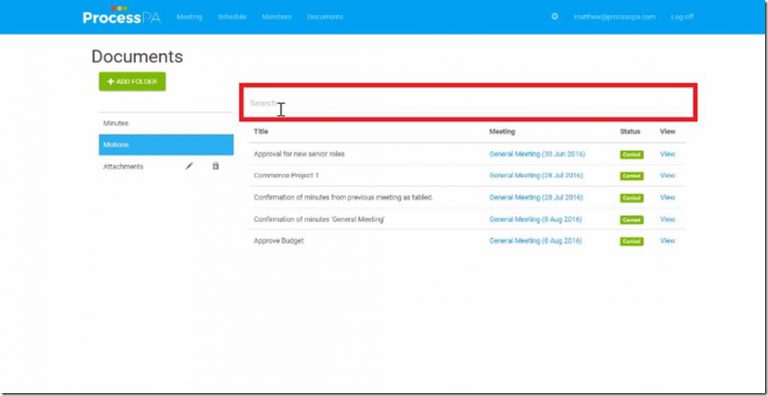 ProcessPA Meeting Schedule Members Documents matthew@processpa.com Log off
Documents
+ ADD FOLDER
Search
Minutes
Motions
Attachments
Title Meeting Status View
Approval for new senior roles General Meeting (30 Jun 2016) Carried View
Commence Project 1 General Meeting (28 Jul 2016) Carried View
Confirmation of minutes from previous meeting as tabled. General Meeting (28 Jul 2016) Carried View
Confirmation of minutes 'General Meeting' General Meeting (8 Aug 2016) Carried View
Approve Budget General Meeting (8 Aug 2016) Carried View